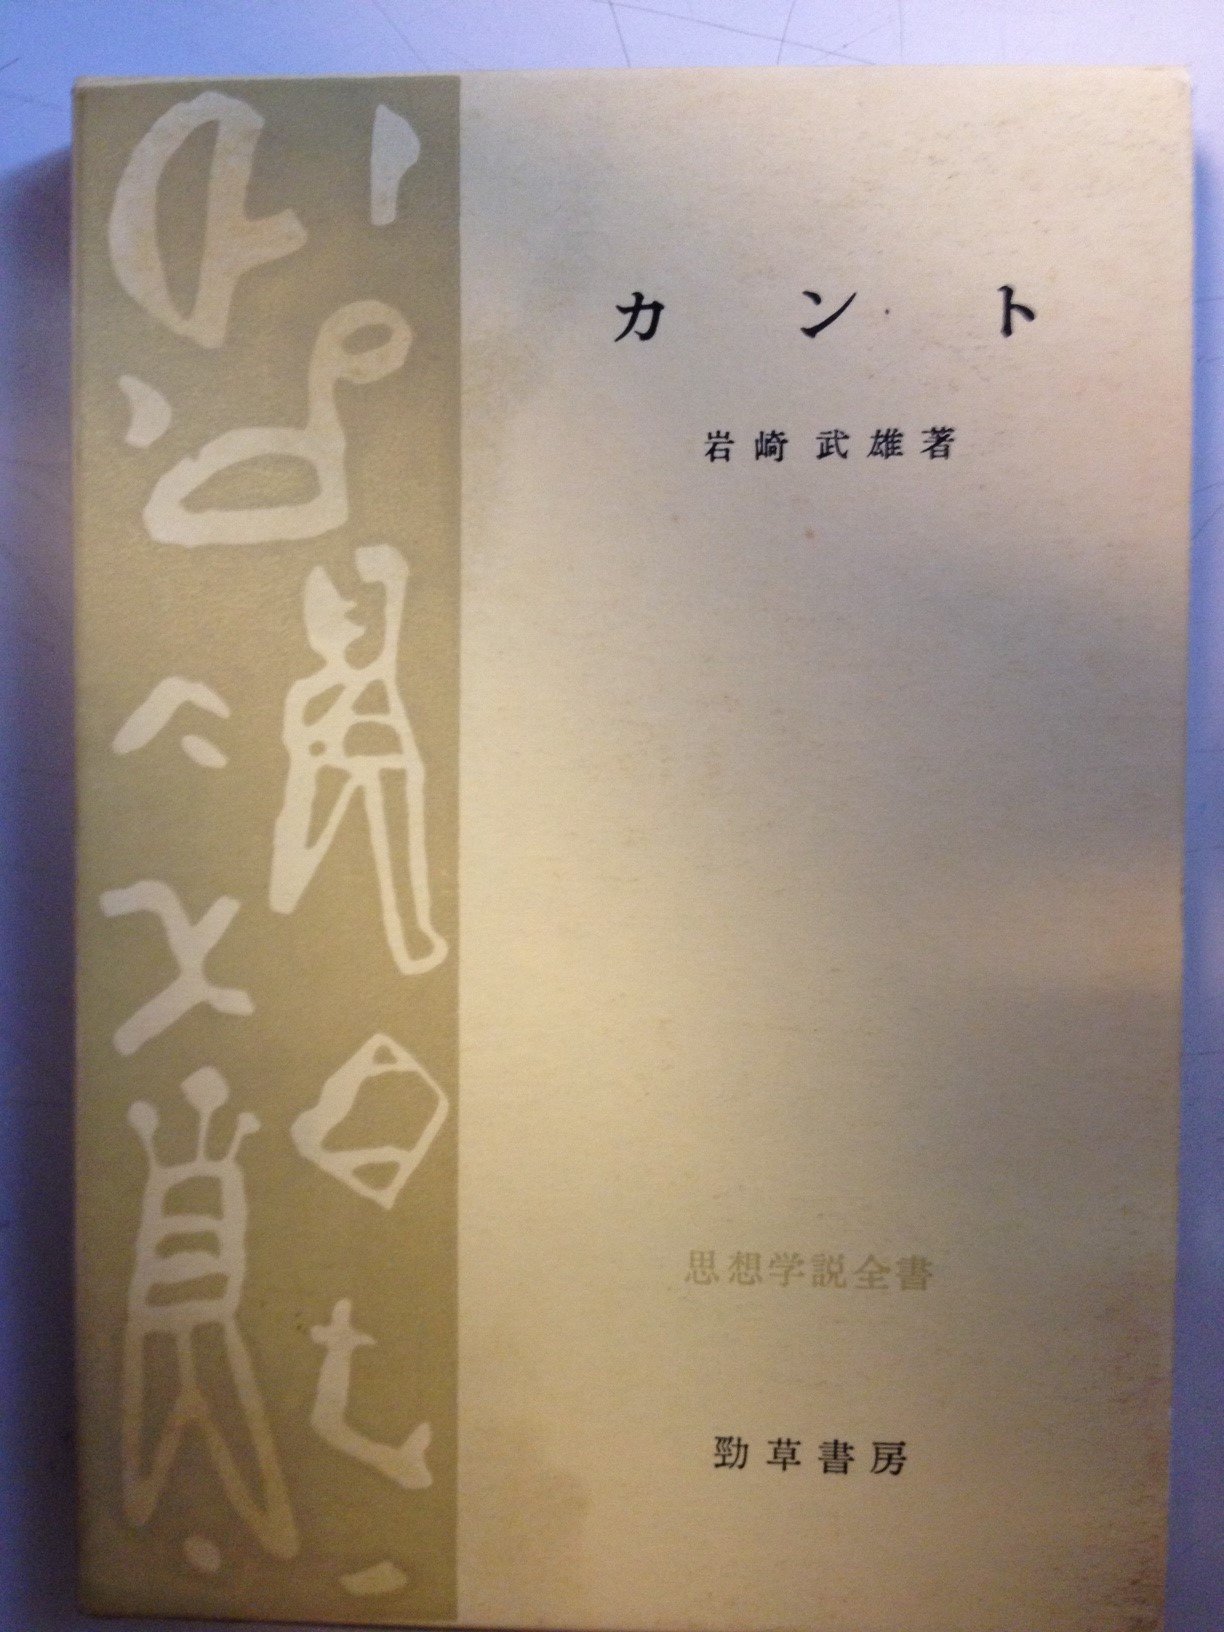 カント
岩崎武雄著
思想学説全書
勁草書房